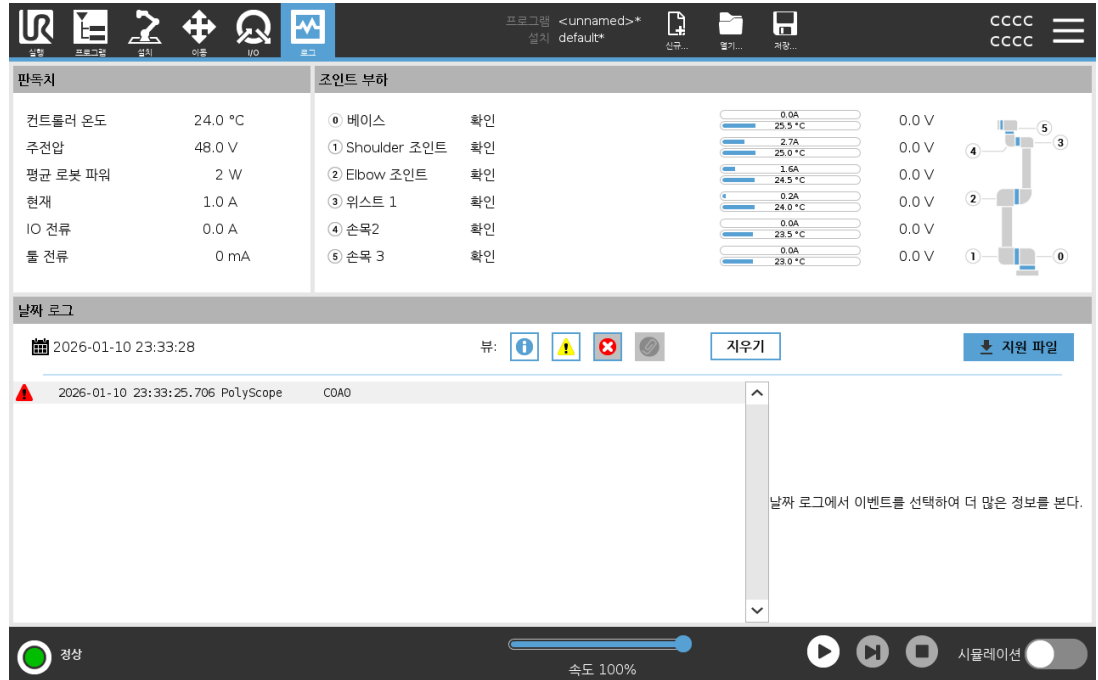 UR
실행
프로그램
설치
이동
I/O
로그
프로그램 <unnamed>*
설치 default*
신규...
열기...
저장...
CCCC
CCCC
판독치
컨트롤러 온도 24.0 °C
주전압 48.0 V
평균 로봇 파워 2 W
현재 1.0 A
IO 전류 0.0 A
툴 전류 0 mA
조인트 부하
0 베이스 확인 0.0A 25.5 °C 0.0 V
1 Shoulder 조인트 확인 2.7A 25.0 °C 0.0 V
2 Elbow 조인트 확인 1.6A 24.5 °C 0.0 V
3 위스트 1 확인 0.2A 24.0 °C 0.0 V
4 손목2 확인 0.0A 23.5 °C 0.0 V
5 손목 3 확인 0.0A 23.0 °C 0.0 V
5
3
4
2
1
0
날짜 로그
2026-01-10 23:33:28
뷰:
지우기
지원 파일
2026-01-10 23:33:25.706 PolyScope C0A0
날짜 로그에서 이벤트를 선택하여 더 많은 정보를 본다.
정상
속도 100%
시뮬레이션